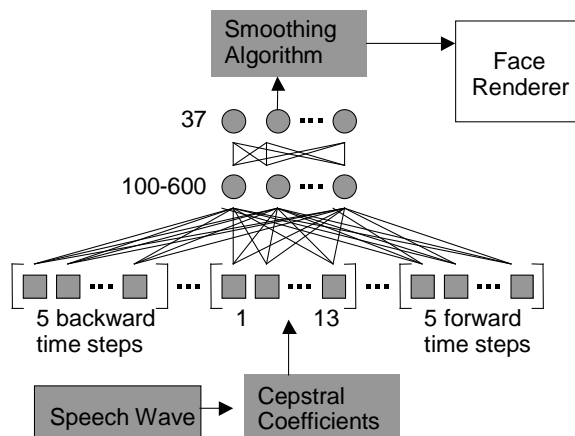 Smoothing
Algorithm
Face
Renderer
37
100-600
5 backward
time steps
1
13
5 forward
time steps
Speech Wave
Cepstral
Coefficients